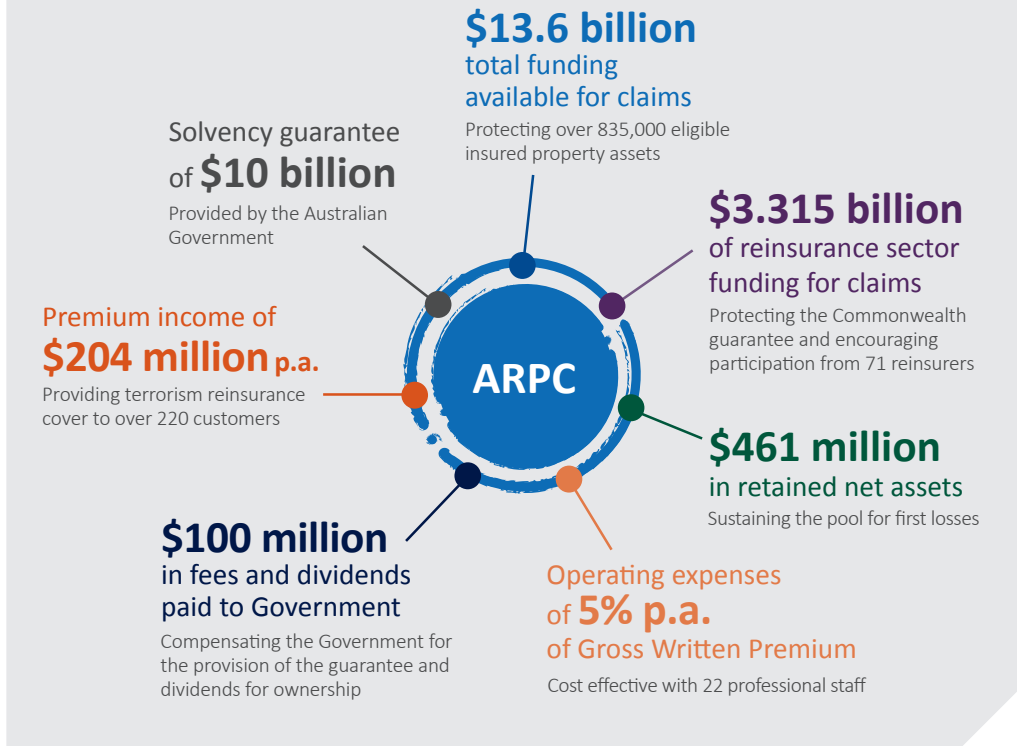 $13.6 billion
total funding
available for claims
Protecting over 835,000 eligible
insured property assets
Solvency guarantee
of $10 billion
Provided by the Australian
Government
$3.315 billion
of reinsurance sector
funding for claims
Protecting the Commonwealth
guarantee and encouraging
participation from 71 reinsurers
Premium income of
$204 million p.a.
Providing terrorism reinsurance
cover to over 220 customers
ARPC
$461 million
in retained net assets
Sustaining the pool for first losses
$100 million
in fees and dividends
paid to Government
Compensating the Government for
the provision of the guarantee and
dividends for ownership
Operating expenses
of 5% p.a.
of Gross Written Premium
Cost effective with 22 professional staff